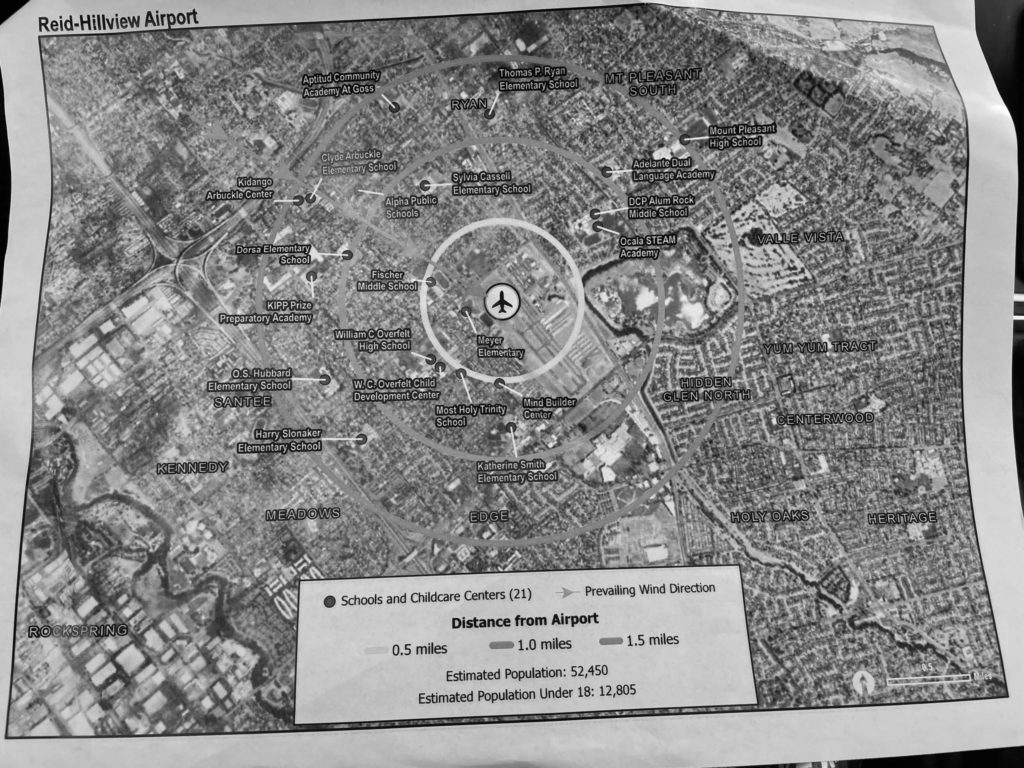 Reid-Hillview Airport
Aptitud Community
Academy At Goss
Thomas P. Ryan
Elementary School
RYAN
MT PLEASANT
SOUTH
Mount Pleasant
High School
Clyde Arbuckle
Elementary School
Adelante Dual
Language Academy
Kidango
Arbuckle Center
Sylvia Cassell
Elementary School
Alpha Public
Schools
DCP Alum Rock
Middle School
Ocala STEAM
Academy
VALLE VISTA
Dorsa Elementary
School
Fischer
Middle School
KIPP Prize
Preparatory Academy
William C Overfelt
High School
Meyer
Elementary
YUM YUM TRACT
O.S. Hubbard
Elementary School
SANTEE
W. C. Overfelt Child
Development Center
HIDDEN
GLEN NORTH
Most Holy Trinity
School
Mind Builder
Center
CENTERWOOD
Harry Slonaker
Elementary School
KENNEDY
Katherine Smith
Elementary School
MEADOWS
EDGE
HOLY OAKS
HERITAGE
ROCKSPRING
Schools and Childcare Centers (21)
Prevailing Wind Direction
Distance from Airport
0.5 miles
1.0 miles
1.5 miles
Estimated Population: 52,450
Estimated Population Under 18: 12,805
0.5
Miles